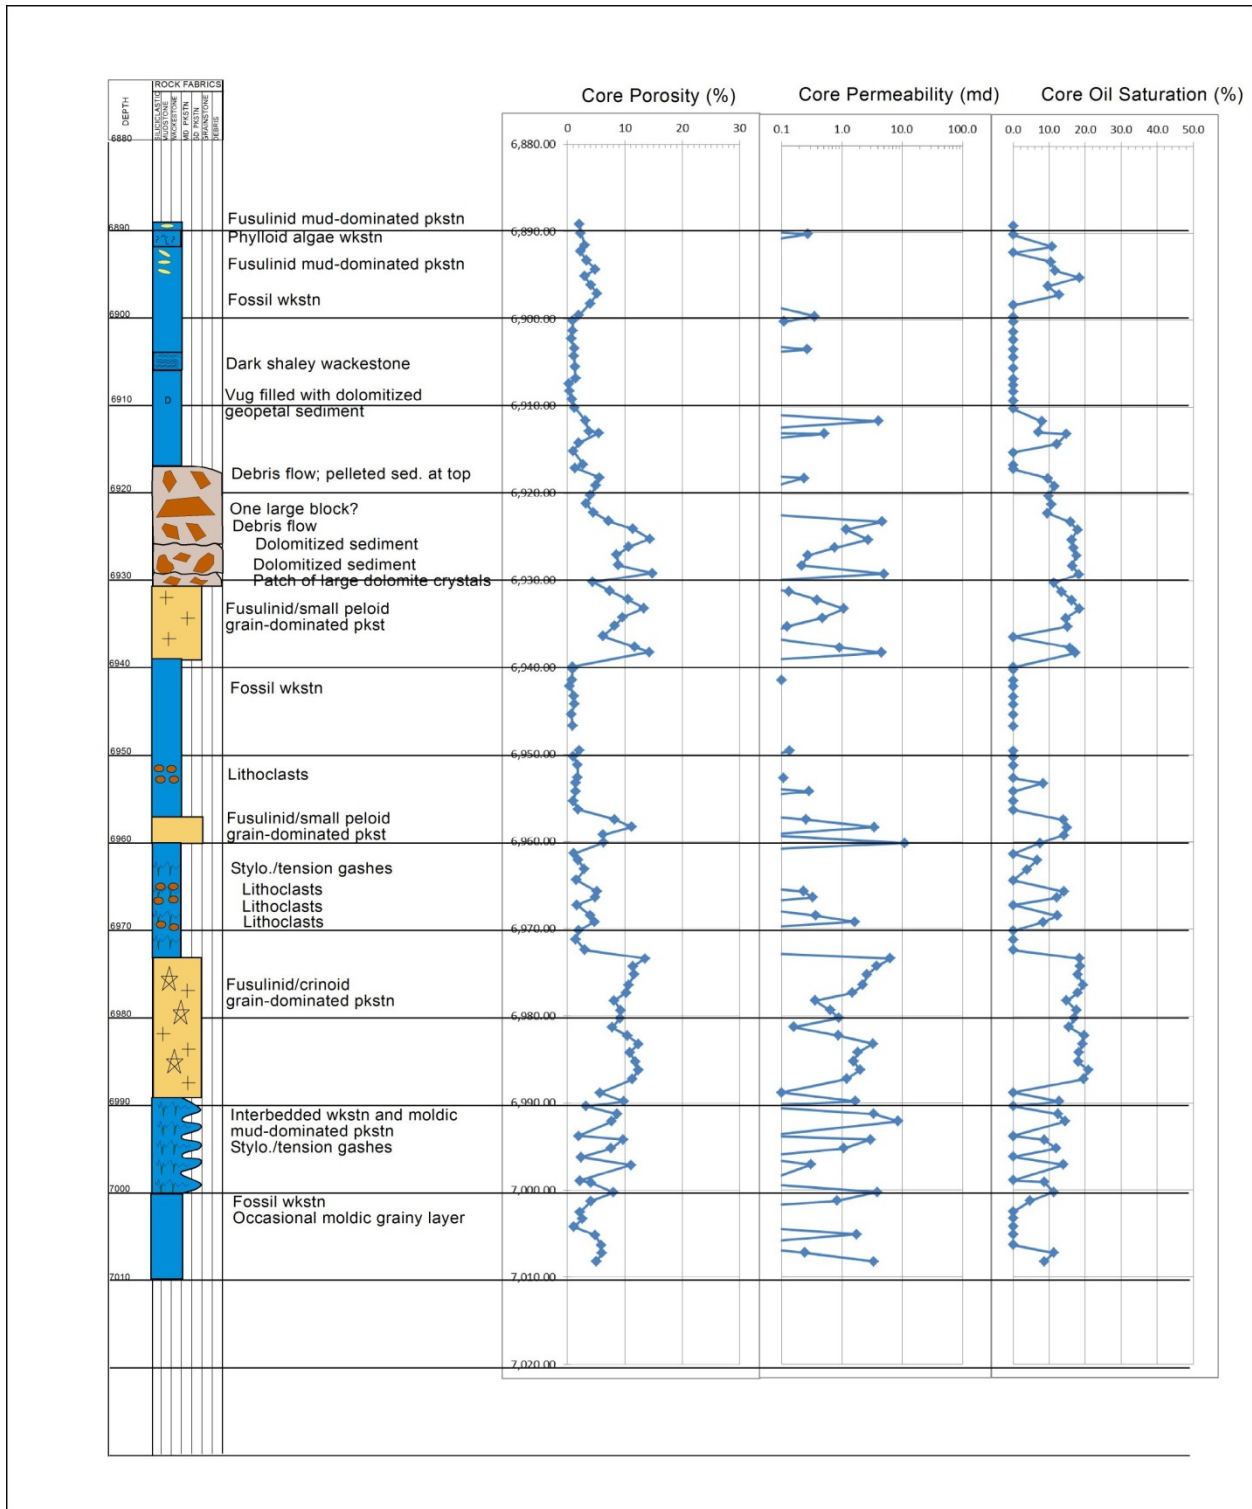 ROCK FABRICS
DEPTH
SILICICLASTIC
MUDSTONE
WACKESTONE
MD PKSTN
GD PKSTN
GRAINSTONE
DEBRIS
Core Porosity (%)
Core Permeability (md)
Core Oil Saturation (%)
0 10 20 30
0.1 1.0 10.0 100.0
0.0 10.0 20.0 30.0 40.0 50.0
6880
6,880.00
Fusulinid mud-dominated pkstn
6890
6,890.00
Phylloid algae wkstn
Fusulinid mud-dominated pkstn
Fossil wkstn
6900
6,900.00
Dark shaley wackestone
Vug filled with dolomitized
D
geopetal sediment
6910
6,910.00
Debris flow; pelleted sed. at top
6920
6,920.00
One large block?
Debris flow
Dolomitized sediment
Dolomitized sediment
Patch of large dolomite crystals
6930
6,930.00
Fusulinid/small peloid
grain-dominated pkst
6940
6,940.00
Fossil wkstn
6950
6,950.00
Lithoclasts
Fusulinid/small peloid
grain-dominated pkst
6960
6,960.00
Stylo./tension gashes
Lithoclasts
Lithoclasts
Lithoclasts
6970
6,970.00
Fusulinid/crinoid
grain-dominated pkstn
6980
6,980.00
6990
6,990.00
Interbedded wkstn and moldic
mud-dominated pkstn
Stylo./tension gashes
7000
7,000.00
Fossil wkstn
Occasional moldic grainy layer
7010
7,010.00
7,020.00